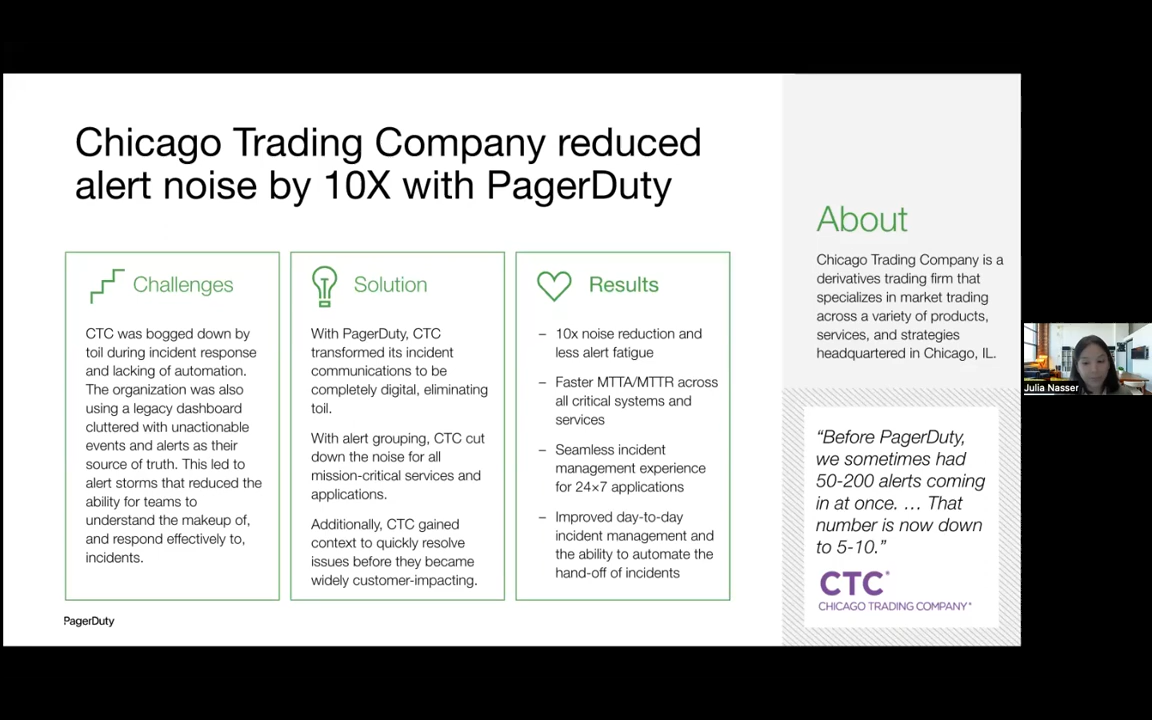 Chicago Trading Company reduced
alert noise by 10X with PagerDuty
Challenges
CTC was bogged down by
toil during incident response
and lacking of automation.
The organization was also
using a legacy dashboard
cluttered with unactionable
events and alerts as their
source of truth. This led to
alert storms that reduced the
ability for teams to
understand the makeup of,
and respond effectively to,
incidents.
Solution
With PagerDuty, CTC
transformed its incident
communications to be
completely digital, eliminating
toil.
With alert grouping, CTC cut
down the noise for all
mission-critical services and
applications.
Additionally, CTC gained
context to quickly resolve
issues before they became
widely customer-impacting.
Results
– 10x noise reduction and
less alert fatigue
– Faster MTTA/MTTR across
all critical systems and
services
– Seamless incident
management experience
for 24×7 applications
– Improved day-to-day
incident management and
the ability to automate the
hand-off of incidents
PagerDuty
About
Chicago Trading Company is a
derivatives trading firm that
specializes in market trading
across a variety of products,
services, and strategies
headquartered in Chicago, IL.
“Before PagerDuty,
we sometimes had
50-200 alerts coming
in at once. … That
number is now down
to 5-10.”
CTC®
CHICAGO TRADING COMPANY®
Julia Nasser